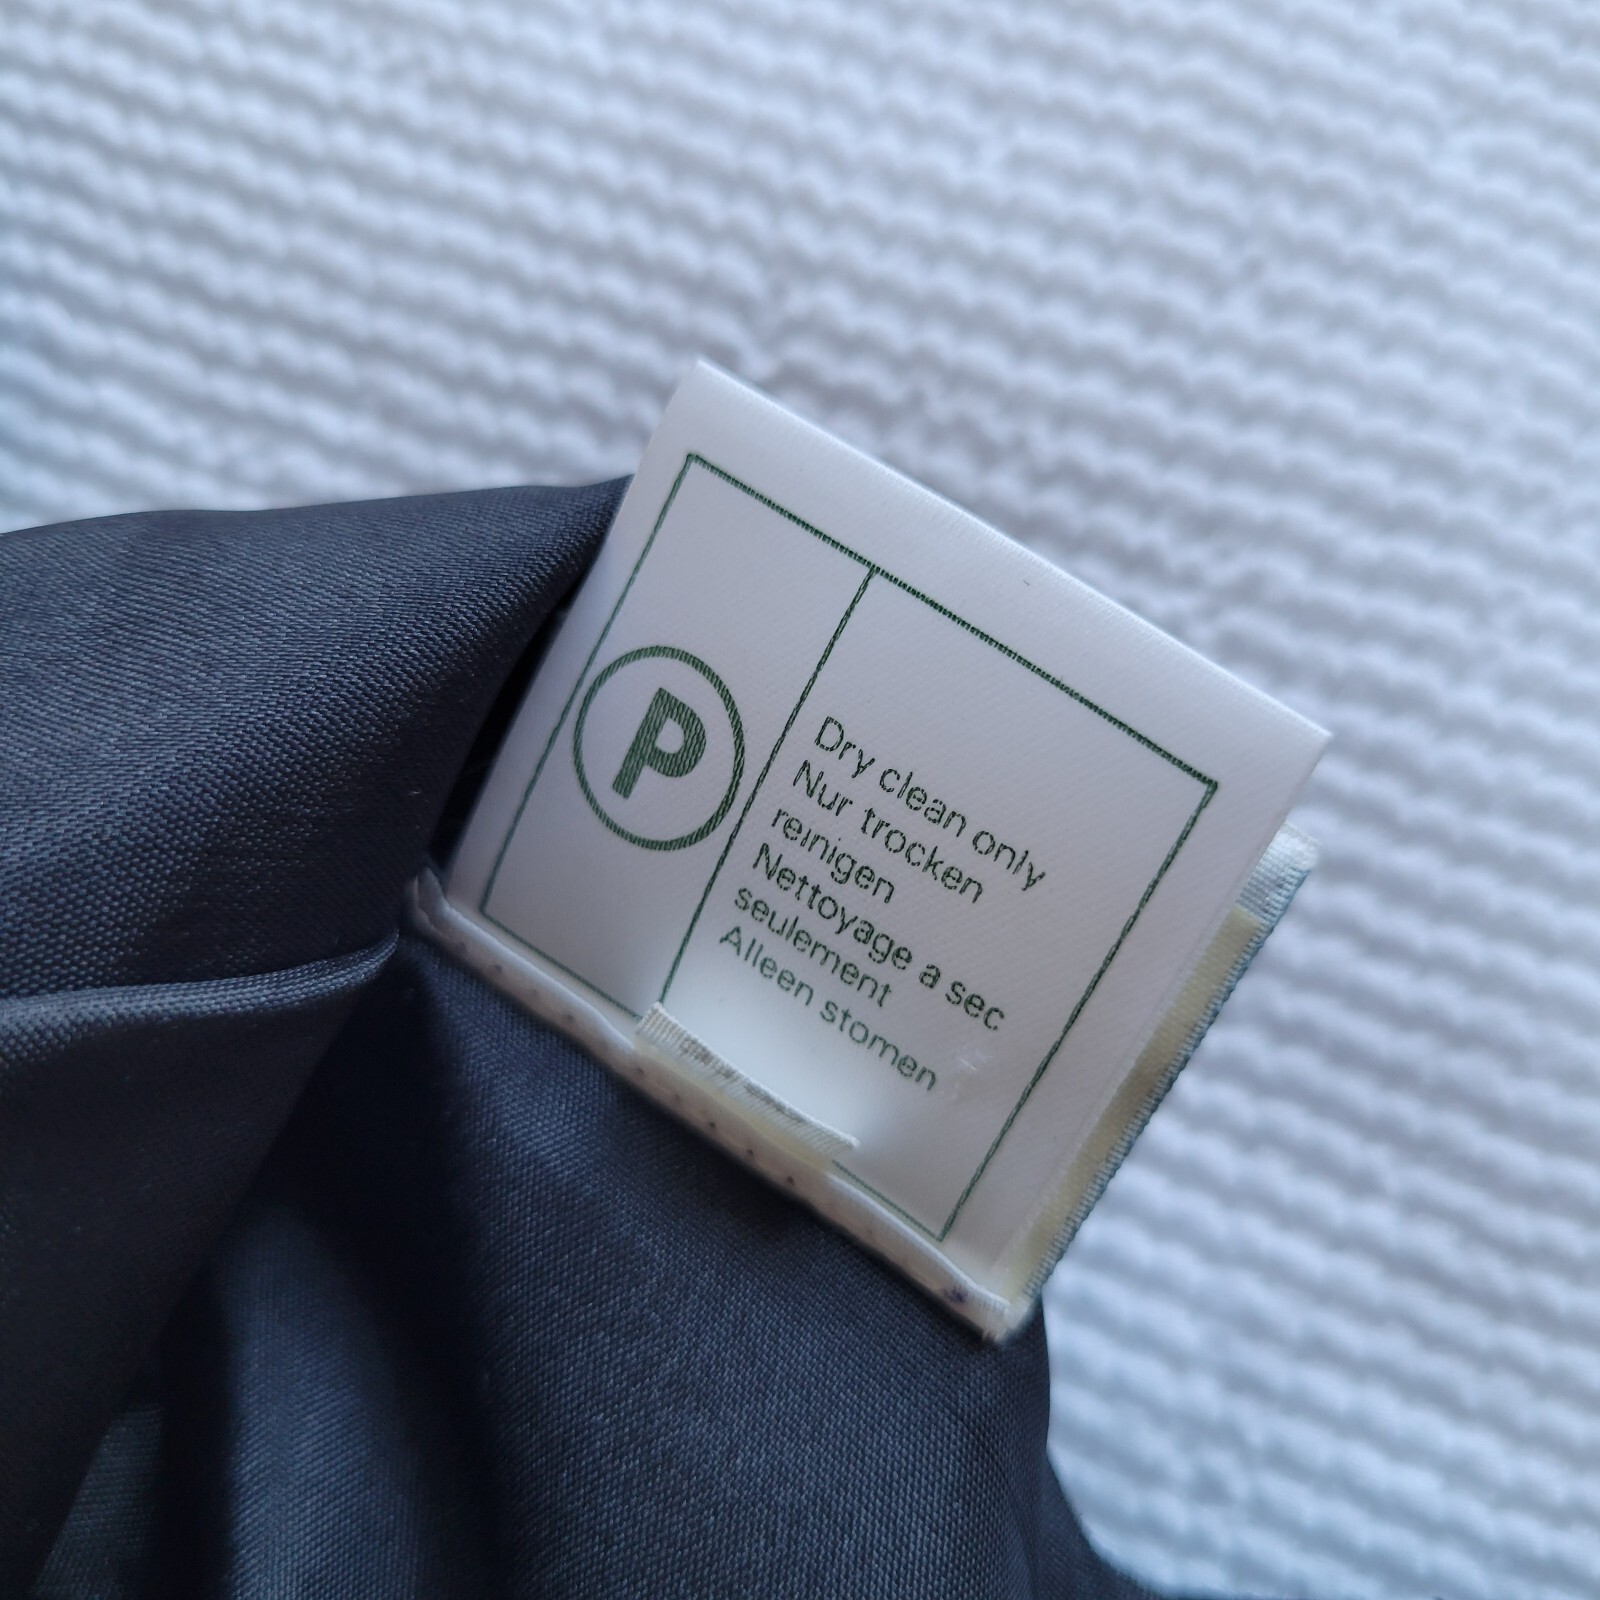 P
Dry clean only
Nur trocken
reinigen
Nettoyage a sec
seulement
Alleen stomen